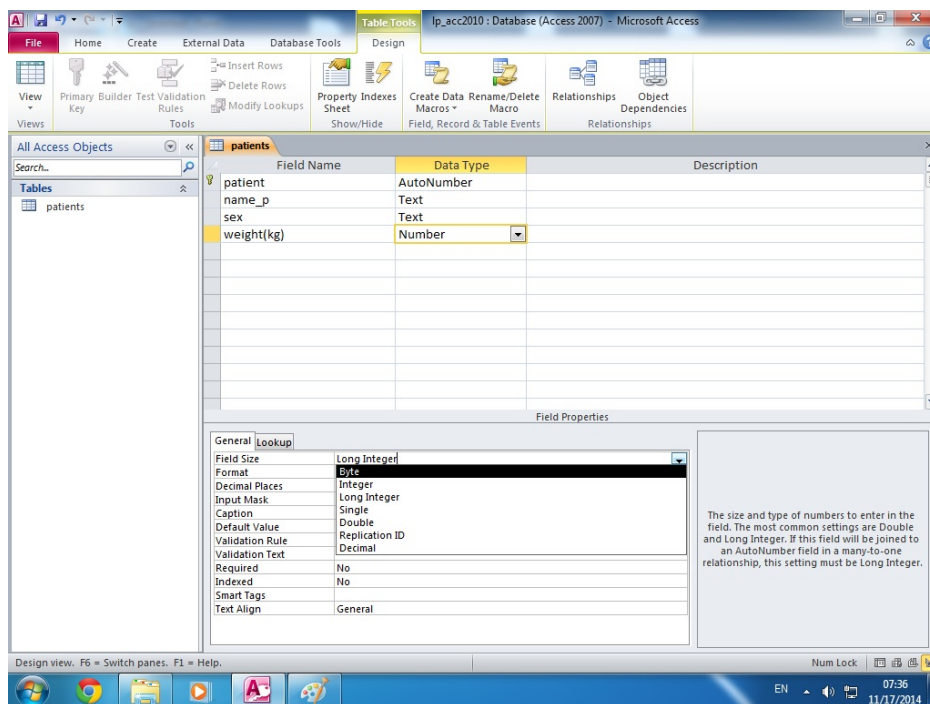 Table Tools
lp_acc2010 : Database (Access 2007) - Microsoft Access
File Home Create External Data Database Tools Design
View
Views
Primary Key
Builder
Test Validation Rules
Insert Rows
Delete Rows
Modify Lookups
Tools
Property Sheet
Indexes
Show/Hide
Create Data Macros
Rename/Delete Macro
Field, Record & Table Events
Relationships
Object Dependencies
Relationships
All Access Objects
Search...
Tables
patients
patients
Field Name Data Type Description
patient AutoNumber
name_p Text
sex Text
weight(kg) Number
Field Properties
General Lookup
Field Size Long Integer
Format
Decimal Places
Input Mask
Caption
Default Value
Validation Rule
Validation Text
Byte
Integer
Long Integer
Single
Double
Replication ID
Decimal
Required No
Indexed No
Smart Tags
Text Align General
The size and type of numbers to enter in the
field. The most common settings are Double
and Long Integer. If this field will be joined to
an AutoNumber field in a many-to-one
relationship, this setting must be Long Integer.
Design view. F6 = Switch panes. F1 = Help.
Num Lock
EN
07:36
11/17/2014